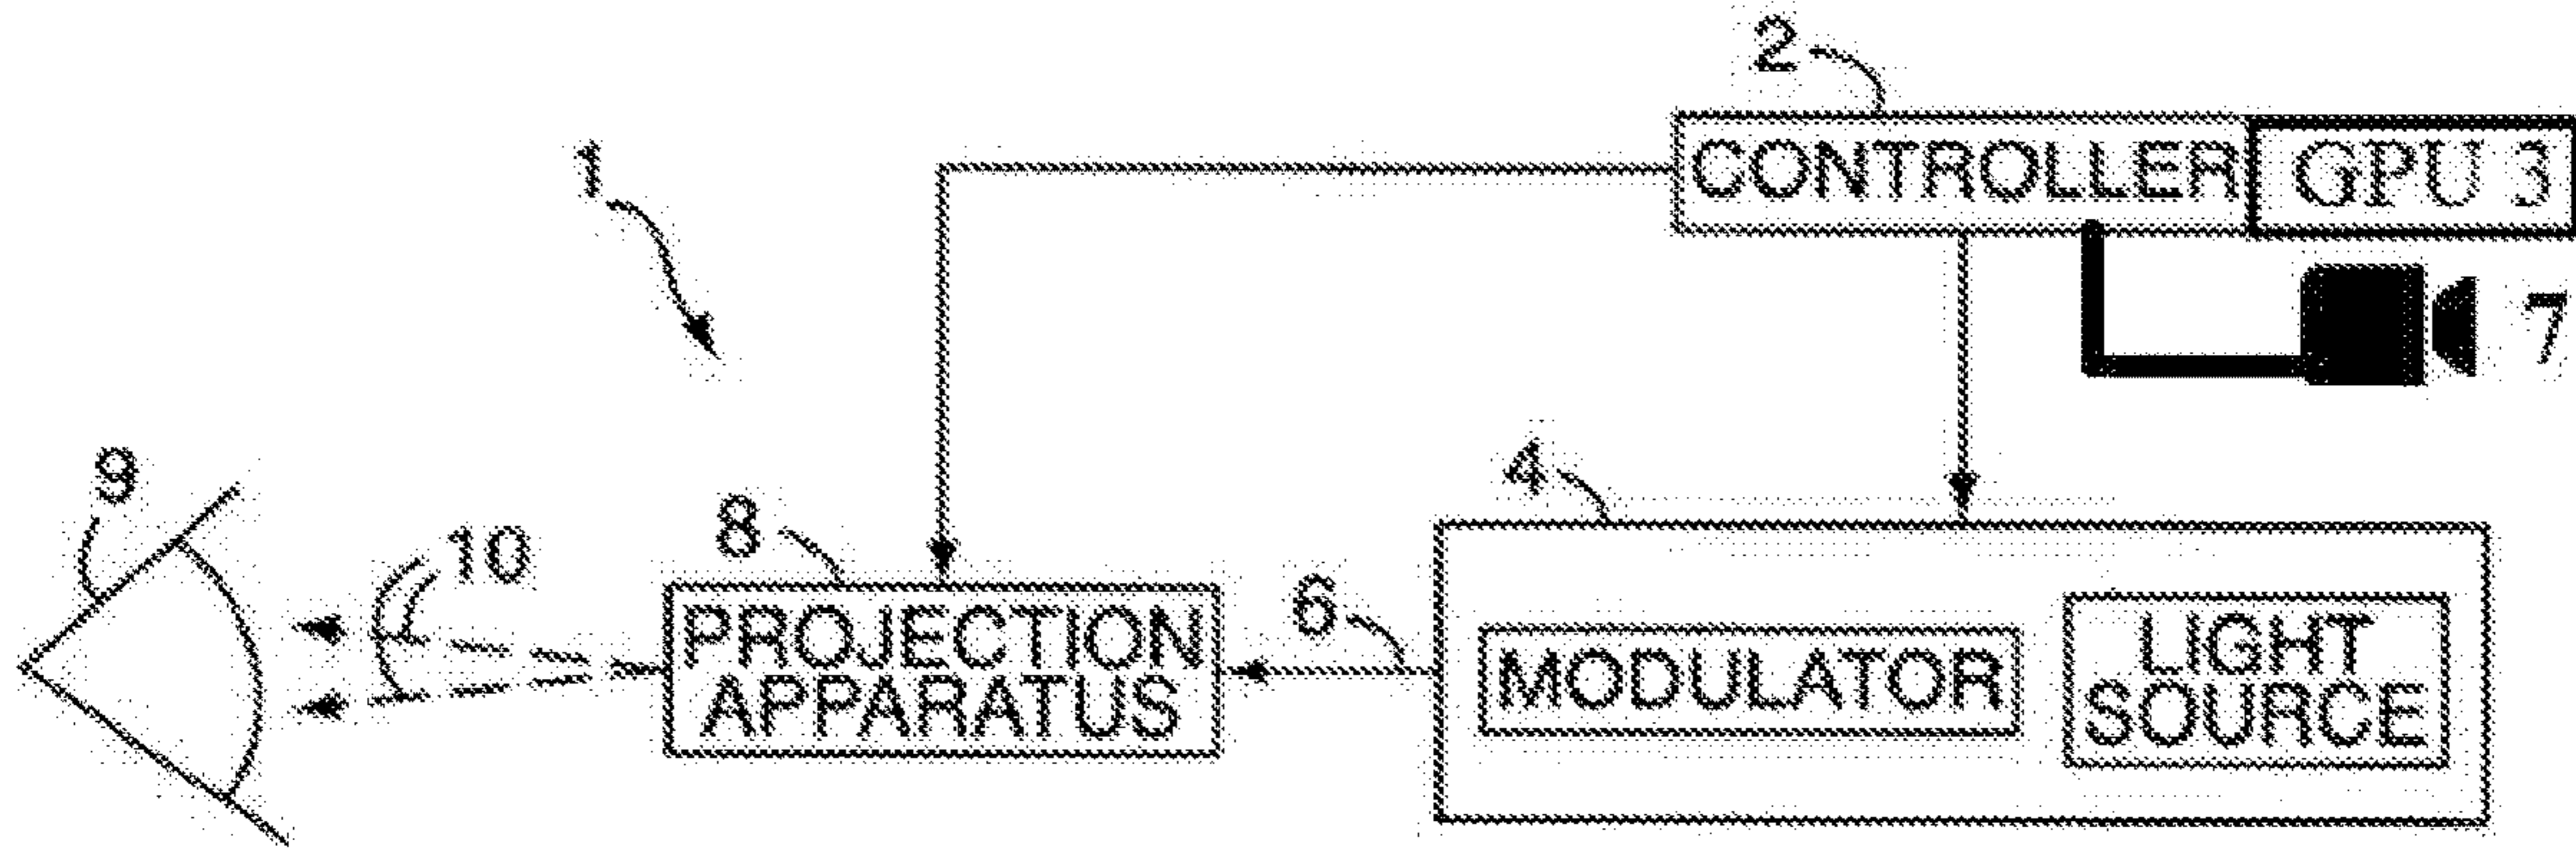 2
CONTROLLER GPU 3
1
7
4
9
8
10
6
PROJECTION
APPARATUS
MODULATOR
LIGHT
SOURCE